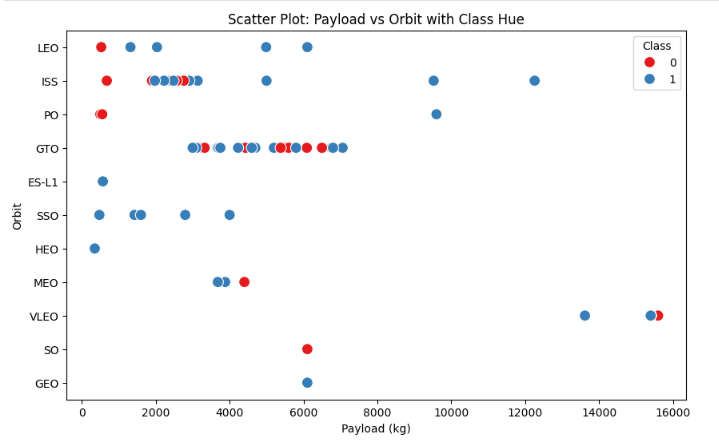 Scatter Plot: Payload vs Orbit with Class Hue
Class
0
1
LEO
ISS
PO
GTO
ES-L1
SSO
HEO
MEO
VLEO
SO
GEO
Orbit
0 2000 4000 6000 8000 10000 12000 14000 16000
Payload (kg)